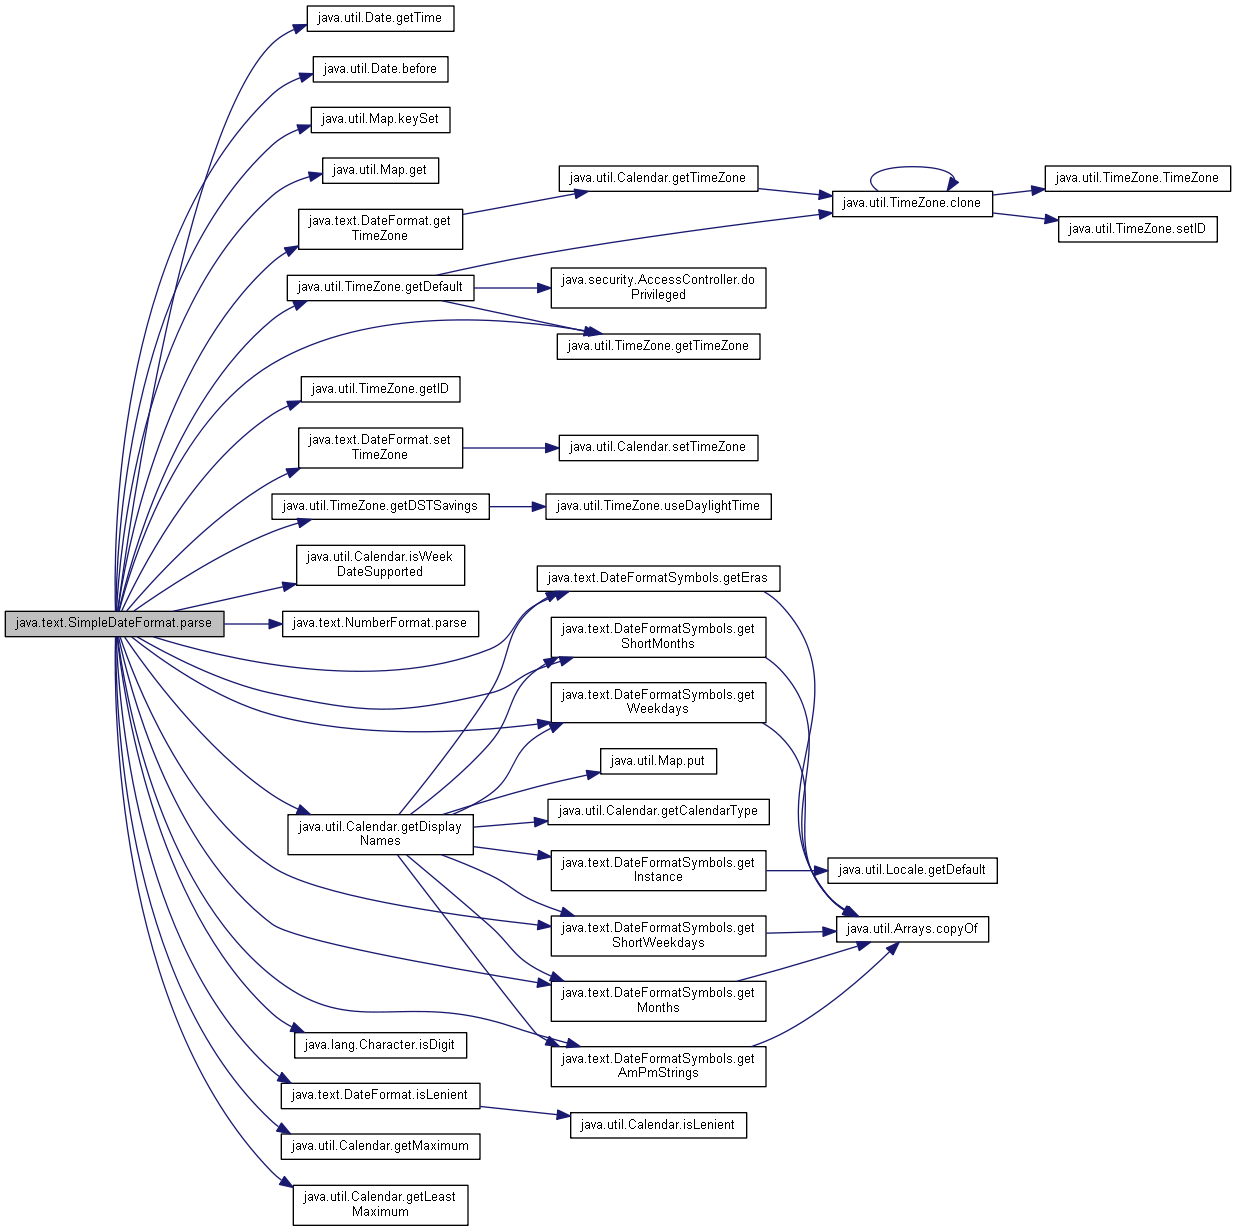 java.util.Date.getTime
java.util.Date.before
java.util.Map.keySet
java.util.Map.get
java.text.DateFormat.get
TimeZone
java.util.TimeZone.getDefault
java.util.TimeZone.getID
java.text.DateFormat.set
TimeZone
java.util.TimeZone.getDSTSavings
java.util.Calendar.isWeek
DateSupported
java.text.SimpleDateFormat.parse
java.text.NumberFormat.parse
java.util.Calendar.getDisplay
Names
java.lang.Character.isDigit
java.text.DateFormat.isLenient
java.util.Calendar.getMaximum
java.util.Calendar.getLeast
Maximum
java.util.Calendar.getTimeZone
java.security.AccessController.do
Privileged
java.util.TimeZone.getTimeZone
java.util.Calendar.setTimeZone
java.util.TimeZone.useDaylightTime
java.text.DateFormatSymbols.getEras
java.text.DateFormatSymbols.get
ShortMonths
java.text.DateFormatSymbols.get
Weekdays
java.util.Map.put
java.util.Calendar.getCalendarType
java.text.DateFormatSymbols.get
Instance
java.text.DateFormatSymbols.get
ShortWeekdays
java.text.DateFormatSymbols.get
Months
java.text.DateFormatSymbols.get
AmPmStrings
java.util.Calendar.isLenient
java.util.TimeZone.clone
java.util.Locale.getDefault
java.util.Arrays.copyOf
java.util.TimeZone.TimeZone
java.util.TimeZone.setID